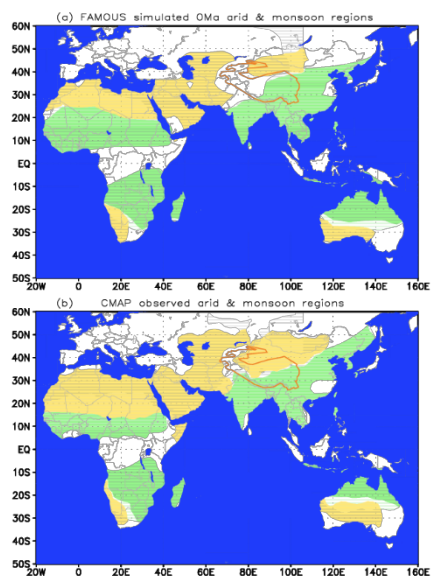 (a) FAMOUS simulated 0Ma arid & monsoon regions
60N
50N
40N
30N
20N
10N
EQ
10S
20S
30S
40S
50S
20W 0 20E 40E 60E 80E 100E 120E 140E 160E
(b) CMAP observed arid & monsoon regions
60N
50N
40N
30N
20N
10N
EQ
10S
20S
30S
40S
50S
20W 0 20E 40E 60E 80E 100E 120E 140E 160E